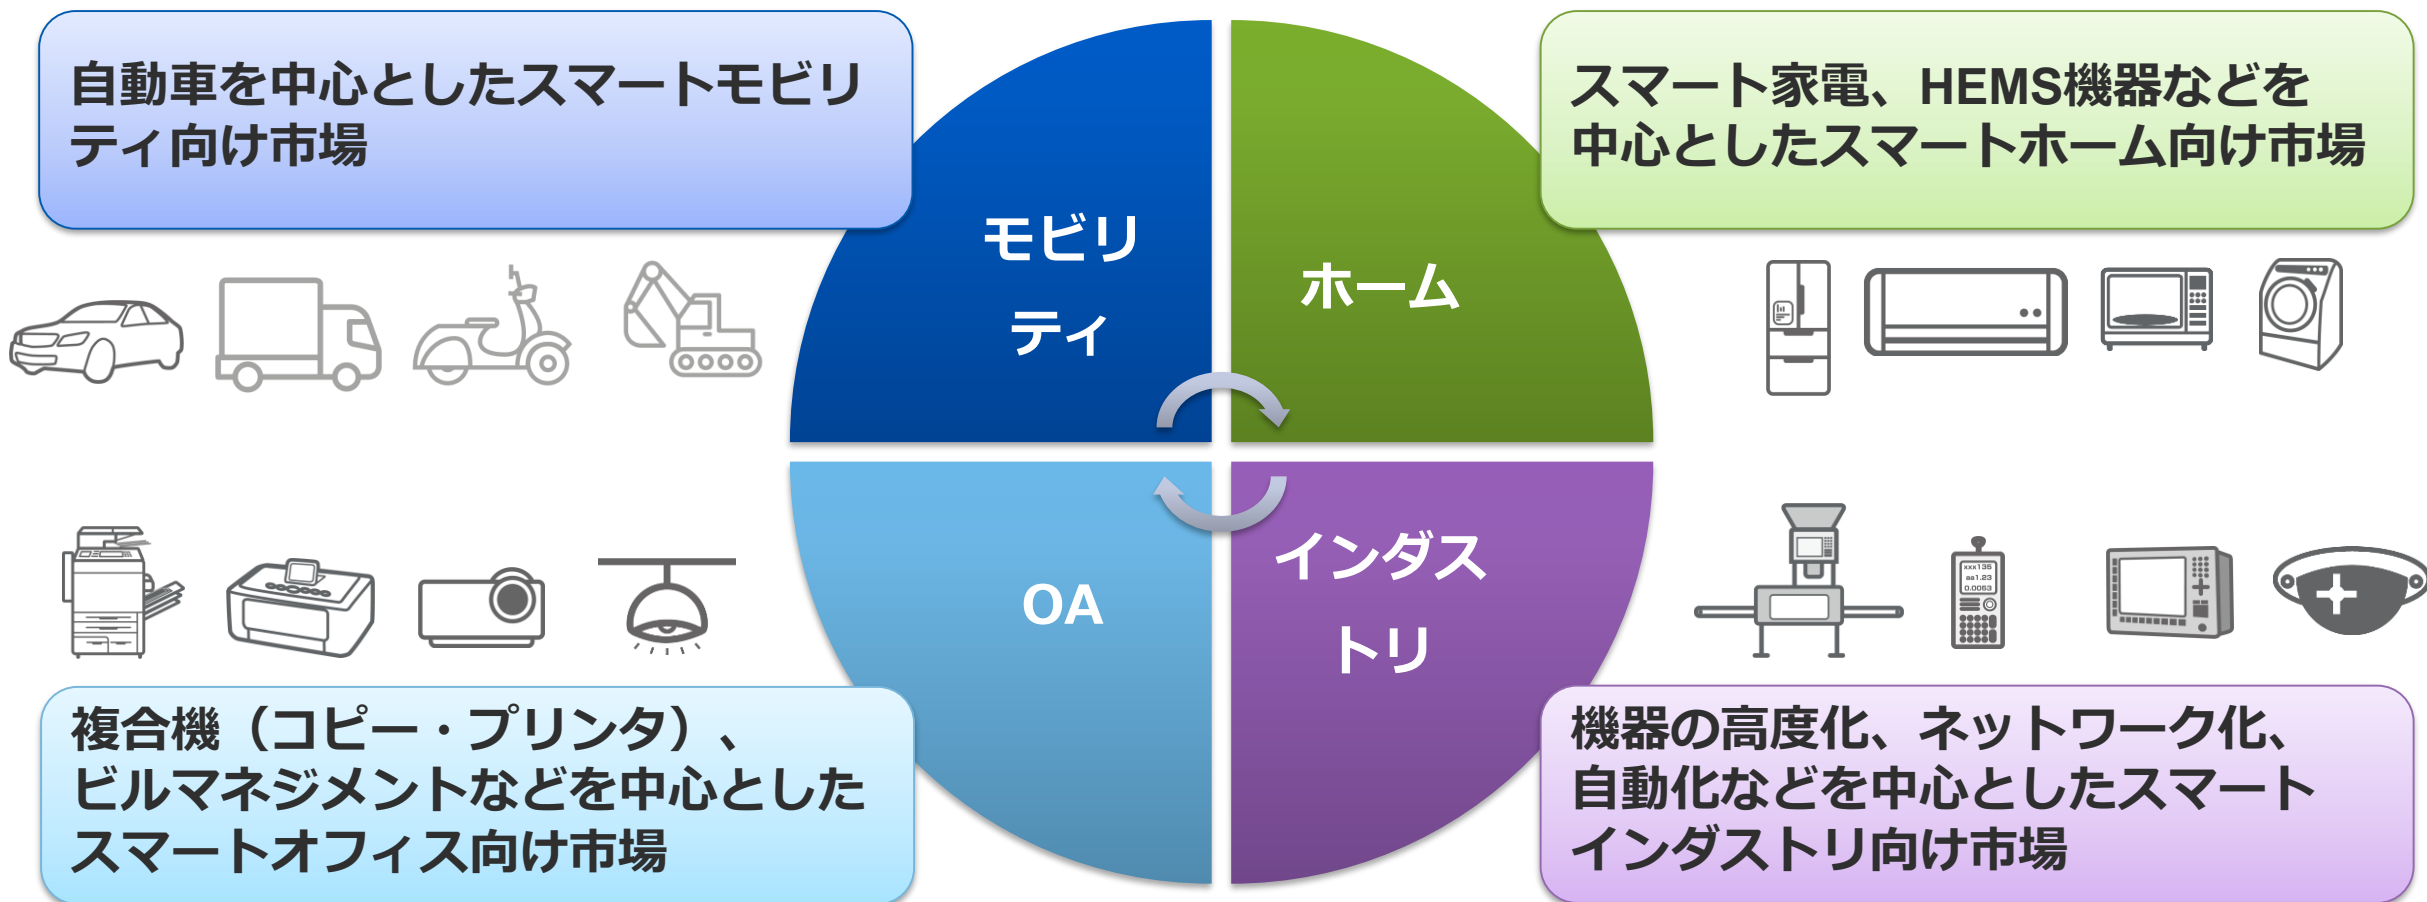 自動車を中心としたスマートモビリ
ティ向け市場
モビリ
ティ
ホーム
スマート家電、HEMS機器などを
中心としたスマートホーム向け市場
OA
複合機（コピー・プリンタ）、
ビルマネジメントなどを中心とした
スマートオフィス向け市場
インダス
トリ
xxx135
aa1.23
0.0063
機器の高度化、ネットワーク化、
自動化などを中心としたスマート
インダストリ向け市場